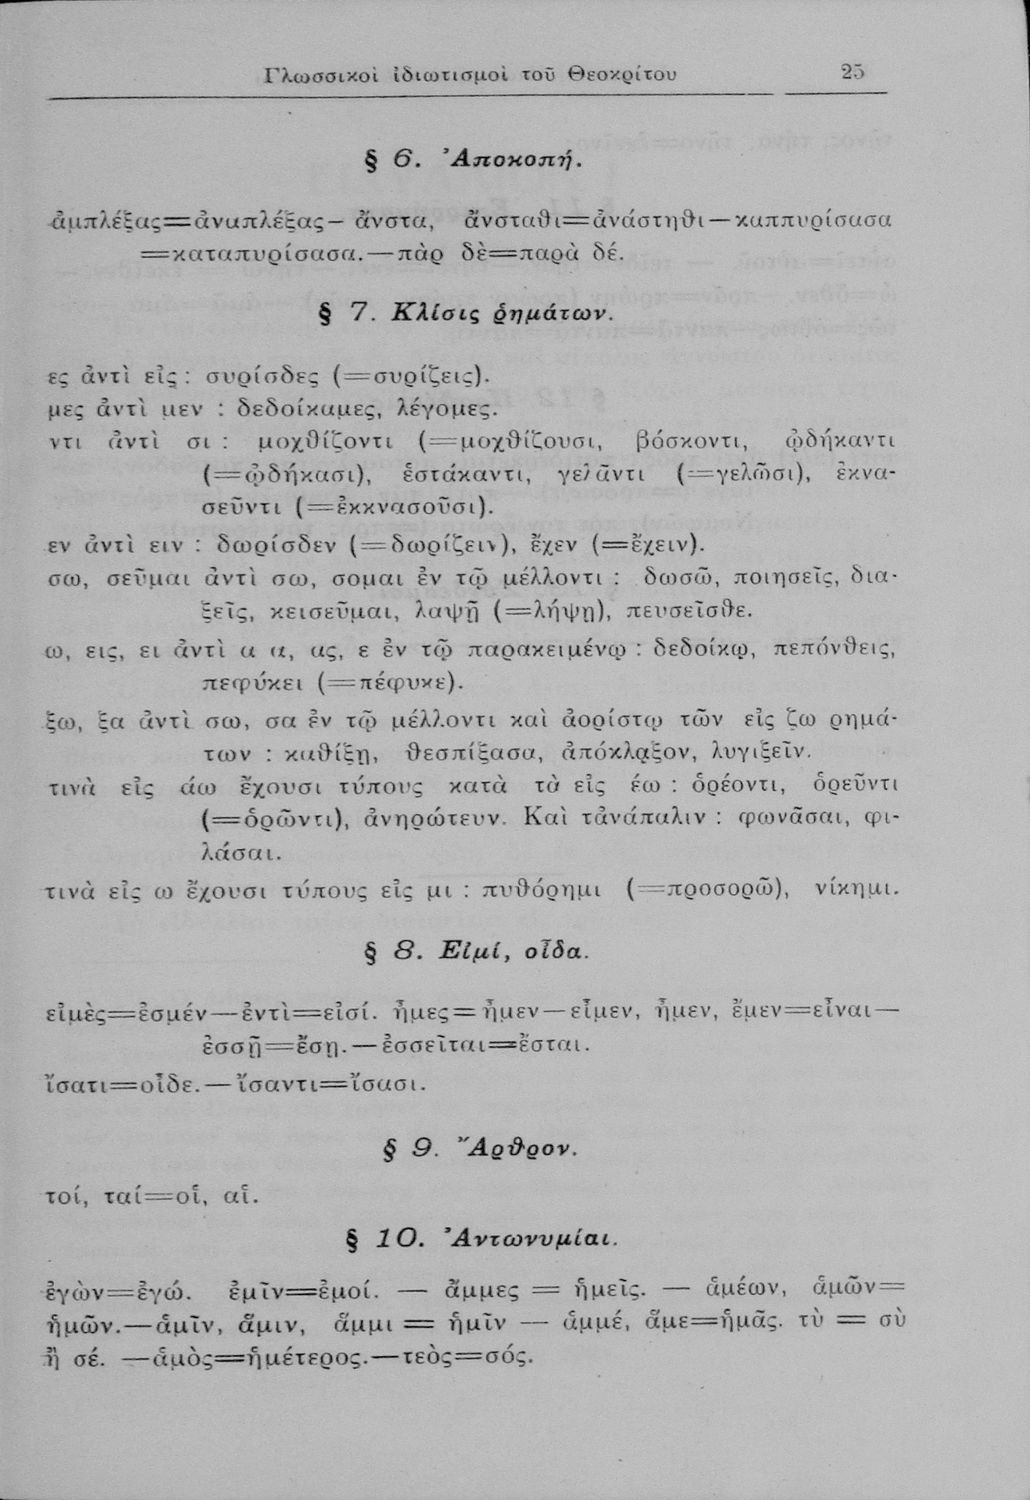 Γλωσσικοὶ ἰδιωτισμοὶ τοῦ Θεοκρίτου 25
§ 6. Ἀποκοπή.
ἀμπλέξας=ἀναπλέξας— ἄνστα, ἄνσταθι=ἀνάστηθι—καππυρίσασα
=καταπυρίσασα.—πὰρ δὲ=παρὰ δέ.
§ 7. Κλίσις ῥημάτων.
ες ἀντὶ εἰς: συρίσδες (=συρίζεις).
μες ἀντὶ μεν : δεδοίκαμες, λέγομες.
ντι ἀντὶ σι : μοχθίζοντι (=μοχθίζουσι, βόσκοντι, ᾠδήκαντι
(=ᾠδήκασι), ἑστάκαντι, γελᾶντι (=γελῶσι), ἐκνα-
σεῦντι (=ἐκκνασοῦσι).
εν ἀντὶ ειν : δωρίσδεν (=δωρίζειν), ἔχεν (=ἔχειν).
σω, σεῦμαι ἀντὶ σω, σομαι ἐν τῷ μέλλοντι : δωσῶ, ποιησεῖς, δια-
ξεῖς, κεισεῦμαι, λαψῇ (=λήψῃ), πευσεῖσθε.
ω, εις, ει ἀντὶ α α, ας, ε ἐν τῷ παρακειμένῳ : δεδοίκῳ, πεπόνθεις,
πεφύκει (=πέφυκε).
ξω, ξα ἀντὶ σω, σα ἐν τῷ μέλλοντι καὶ ἀορίστῳ τῶν εἰς ζω ρημά-
των : καθίξῃ, θεσπίξασα, ἀπόκλᾳξον, λυγιξεῖν.
τινὰ εἰς άω ἔχουσι τύπους κατὰ τὰ εἰς έω : ὁρέοντι, ὁρεῦντι
(=ὁρῶντι), ἀνηρώτευν. Καὶ τἀνάπαλιν : φωνᾶσαι, φι-
λάσαι.
τινὰ εἰς ω ἔχουσι τύπους εἰς μι : πυθόρημι (=προσορῶ), νίκημι.
§ 8. Εἰμί, οἶδα.
εἰμὲς=ἐσμέν—ἐντὶ=εἰσί. ἦμες=ἦμεν—εἶμεν, ἦμεν, ἔμεν=εἶναι—
ἐσσῇ=ἔσῃ.—ἐσσεῖται=ἔσται.
ἴσατι=οἶδε.—ἴσαντι=ἴσασι.
§ 9. Ἄρθρον.
τοί, ταί=οἱ, αἱ.
§ 10. Ἀντωνυμίαι.
ἐγὼν=ἐγώ. ἐμῖν=ἐμοί. — ἄμμες = ἡμεῖς. — ἁμέων, ἁμῶν=
ἡμῶν.—ἁμῖν, ἅμιν, ἅμμι = ἡμῖν — ἁμμέ, ἅμε=ἡμᾶς. τὺ = σὺ
ἢ σέ. —ἁμὸς=ἡμέτερος.—τεὸς=σός.